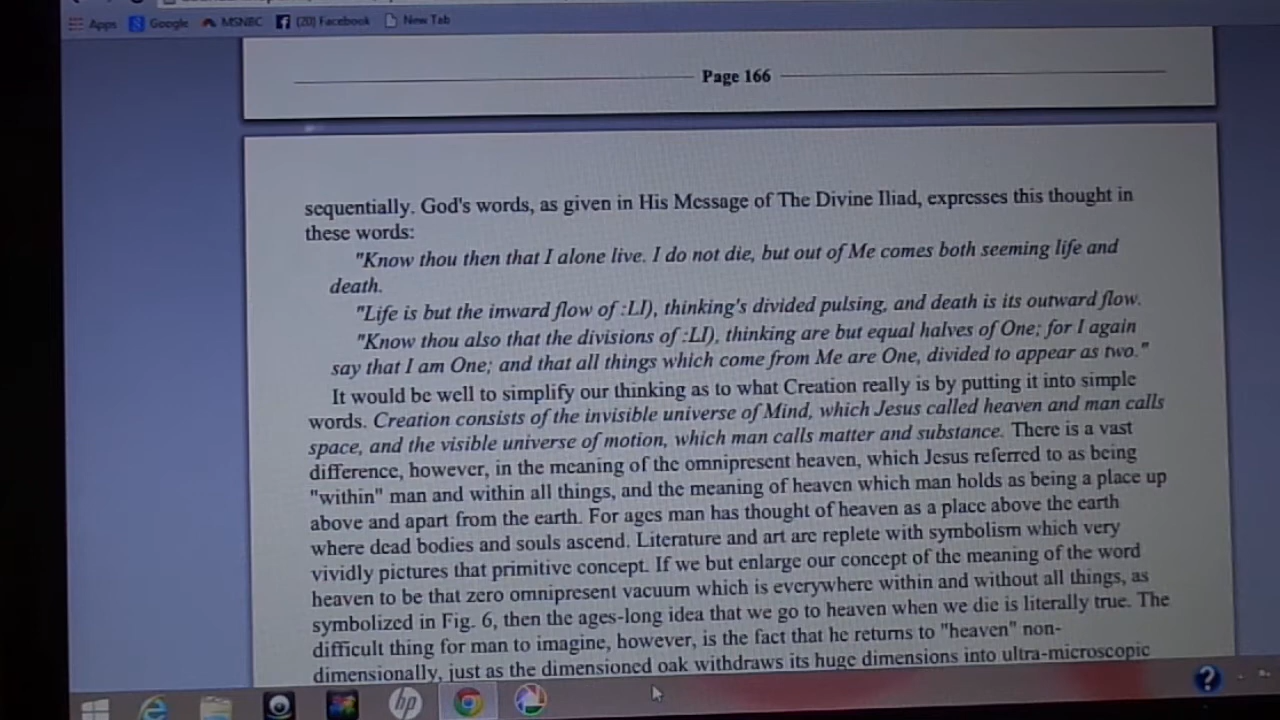 Apps Google MSNBC (20) Facebook New Tab
Page 166
sequentially. God's words, as given in His Message of The Divine Iliad, expresses this thought in
these words:
"Know thou then that I alone live. I do not die, but out of Me comes both seeming life and
death.
"Life is but the inward flow of :LI), thinking's divided pulsing, and death is its outward flow.
"Know thou also that the divisions of :LI), thinking are but equal halves of One; for I again
say that I am One; and that all things which come from Me are One, divided to appear as two."
It would be well to simplify our thinking as to what Creation really is by putting it into simple
words. Creation consists of the invisible universe of Mind, which Jesus called heaven and man calls
space, and the visible universe of motion, which man calls matter and substance. There is a vast
difference, however, in the meaning of the omnipresent heaven, which Jesus referred to as being
"within" man and within all things, and the meaning of heaven which man holds as being a place up
above and apart from the earth. For ages man has thought of heaven as a place above the earth
where dead bodies and souls ascend. Literature and art are replete with symbolism which very
vividly pictures that primitive concept. If we but enlarge our concept of the meaning of the word
heaven to be that zero omnipresent vacuum which is everywhere within and without all things, as
symbolized in Fig. 6, then the ages-long idea that we go to heaven when we die is literally true. The
difficult thing for man to imagine, however, is the fact that he returns to "heaven" non-
dimensionally, just as the dimensioned oak withdraws its huge dimensions into ultra-microscopic
hp
?